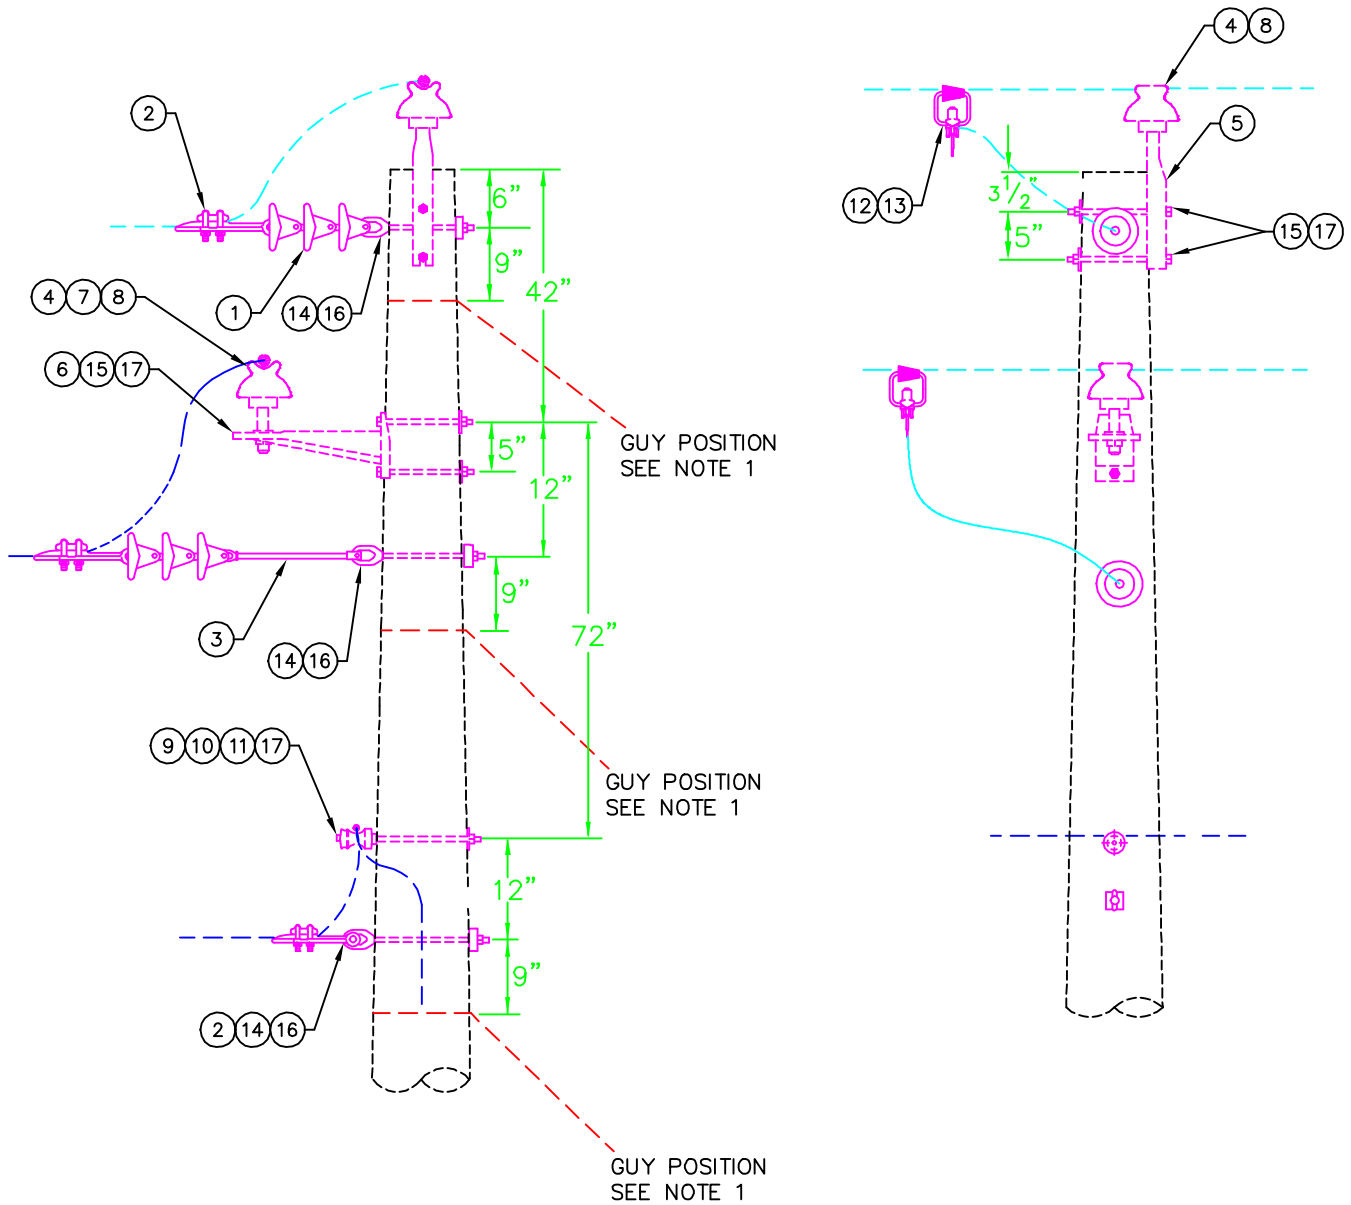 4 8
2
5
6"
3 1/2"
12 13
9"
5"
15 17
42"
4 7 8
1
14 16
6 15 17
GUY POSITION
SEE NOTE 1
5"
12"
9"
3
14 16
72"
9 10 11 17
GUY POSITION
SEE NOTE 1
12"
9"
2 14 16
GUY POSITION
SEE NOTE 1